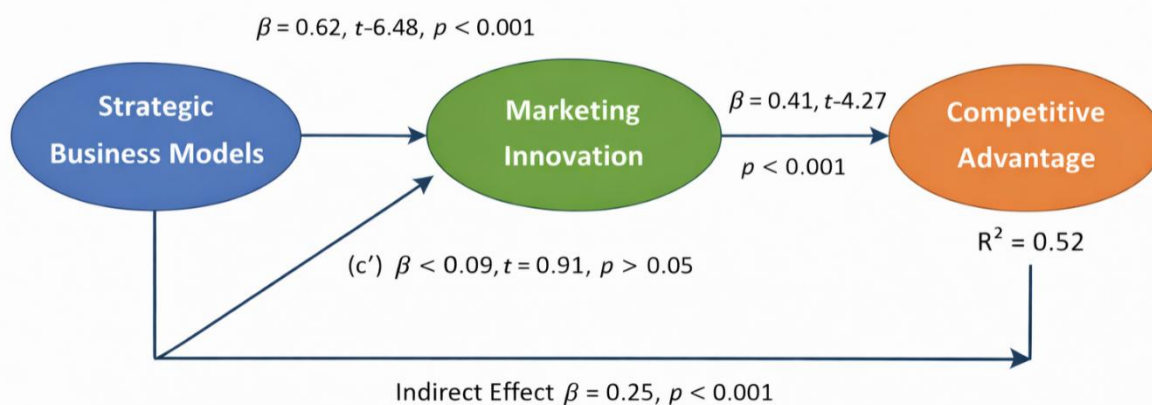 β = 0.62, t-6.48, p < 0.001
Strategic
Business Models
Marketing
Innovation
β = 0.41, t-4.27
p < 0.001
Competitive
Advantage
R² = 0.52
(c') β < 0.09, t = 0.91, p > 0.05
Indirect Effect β = 0.25, p < 0.001